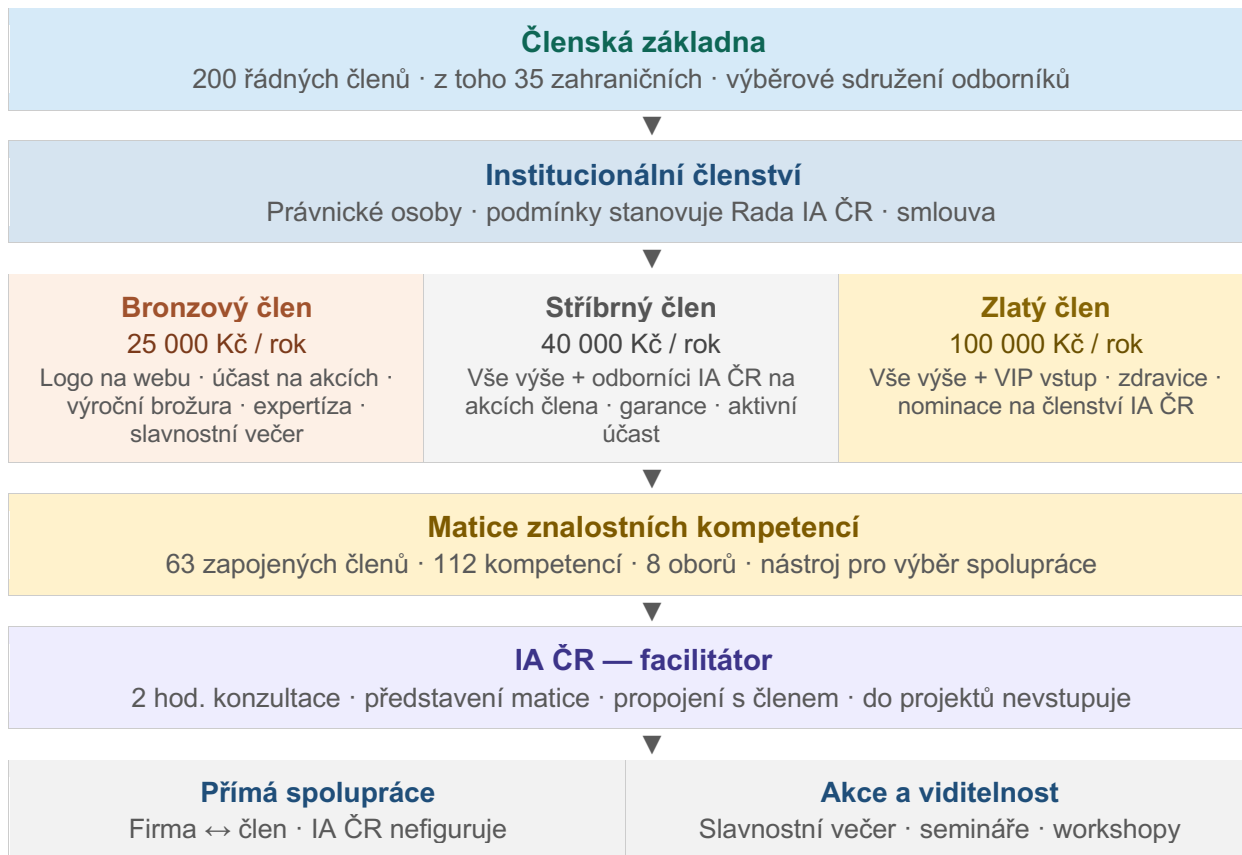 Členská základna
200 řádných členů · z toho 35 zahraničních · výběrové sdružení odborníků
▼
Institucionální členství
Právnické osoby · podmínky stanovuje Rada IA ČR · smlouva
▼
Bronzový člen
25 000 Kč / rok
Logo na webu · účast na akcích ·
výroční brožura · expertíza ·
slavnostní večer
Stříbrný člen
40 000 Kč / rok
Vše výše + odborníci IA ČR na
akcích člena · garance · aktivní
účast
Zlatý člen
100 000 Kč / rok
Vše výše + VIP vstup · zdravice ·
nominace na členství IA ČR
▼
Matice znalostních kompetencí
63 zapojených členů · 112 kompetencí · 8 oborů · nástroj pro výběr spolupráce
▼
IA ČR — facilitátor
2 hod. konzultace · představení matice · propojení s členem · do projektů nevstupuje
▼
Přímá spolupráce
Firma ↔ člen · IA ČR nefiguruje
Akce a viditelnost
Slavnostní večer · semináře · workshopy